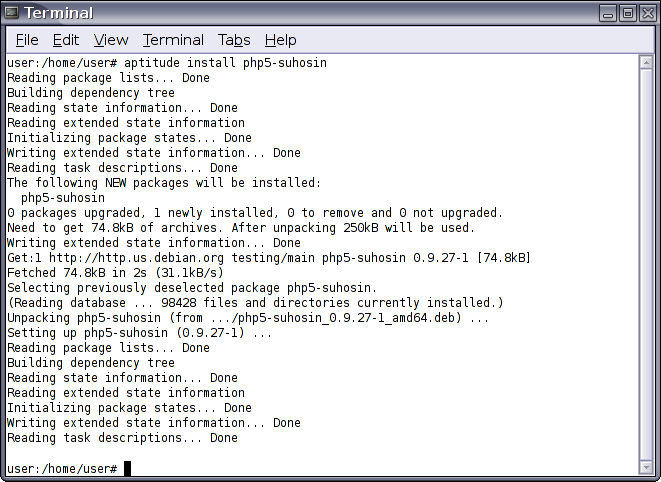 Terminal
File Edit View Terminal Tabs Help
user:/home/user# aptitude install php5-suhosin
Reading package lists... Done
Building dependency tree
Reading state information... Done
Reading extended state information
Initializing package states... Done
Writing extended state information... Done
Reading task descriptions... Done
The following NEW packages will be installed:
  php5-suhosin
0 packages upgraded, 1 newly installed, 0 to remove and 0 not upgraded.
Need to get 74.8kB of archives. After unpacking 250kB will be used.
Writing extended state information... Done
Get:1 http://http.us.debian.org testing/main php5-suhosin 0.9.27-1 [74.8kB]
Fetched 74.8kB in 2s (31.1kB/s)
Selecting previously deselected package php5-suhosin.
(Reading database ... 98428 files and directories currently installed.)
Unpacking php5-suhosin (from .../php5-suhosin_0.9.27-1_amd64.deb) ...
Setting up php5-suhosin (0.9.27-1) ...
Reading package lists... Done
Building dependency tree
Reading state information... Done
Reading extended state information
Initializing package states... Done
Writing extended state information... Done
Reading task descriptions... Done
user:/home/user#